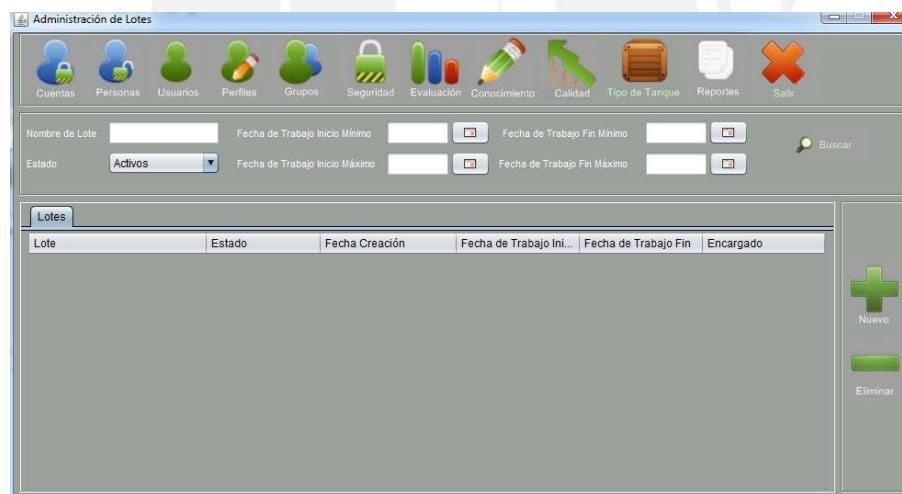 Administración de Lotes
Cuentas Personas Usuarios Perfiles Grupos Seguridad Evaluación Conocimiento Calidad Tipo de Tanque Reportes Salir
Nombre de Lote Fecha de Trabajo Inicio Mínimo Fecha de Trabajo Fin Mínimo
Buscar
Estado Activos Fecha de Trabajo Inicio Máximo Fecha de Trabajo Fin Máximo
Lotes
Lote Estado Fecha Creación Fecha de Trabajo Ini... Fecha de Trabajo Fin Encargado
Nuevo
Eliminar